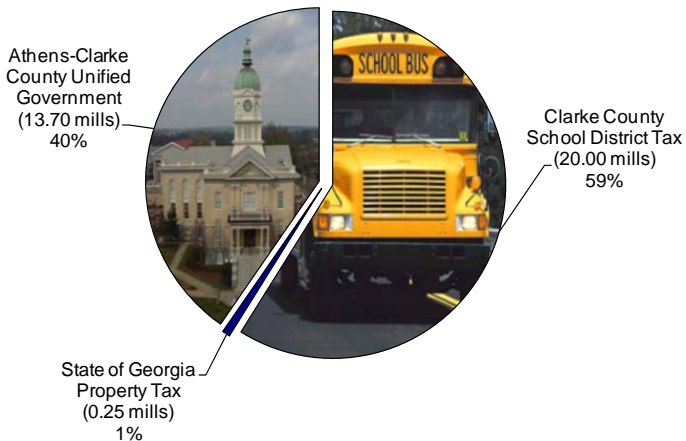 Athens-Clarke
County Unified
Government
(13.70 mills)
40%
SCHOOL BUS
Clarke County
School District Tax
(20.00 mills)
59%
State of Georgia
Property Tax
(0.25 mills)
1%